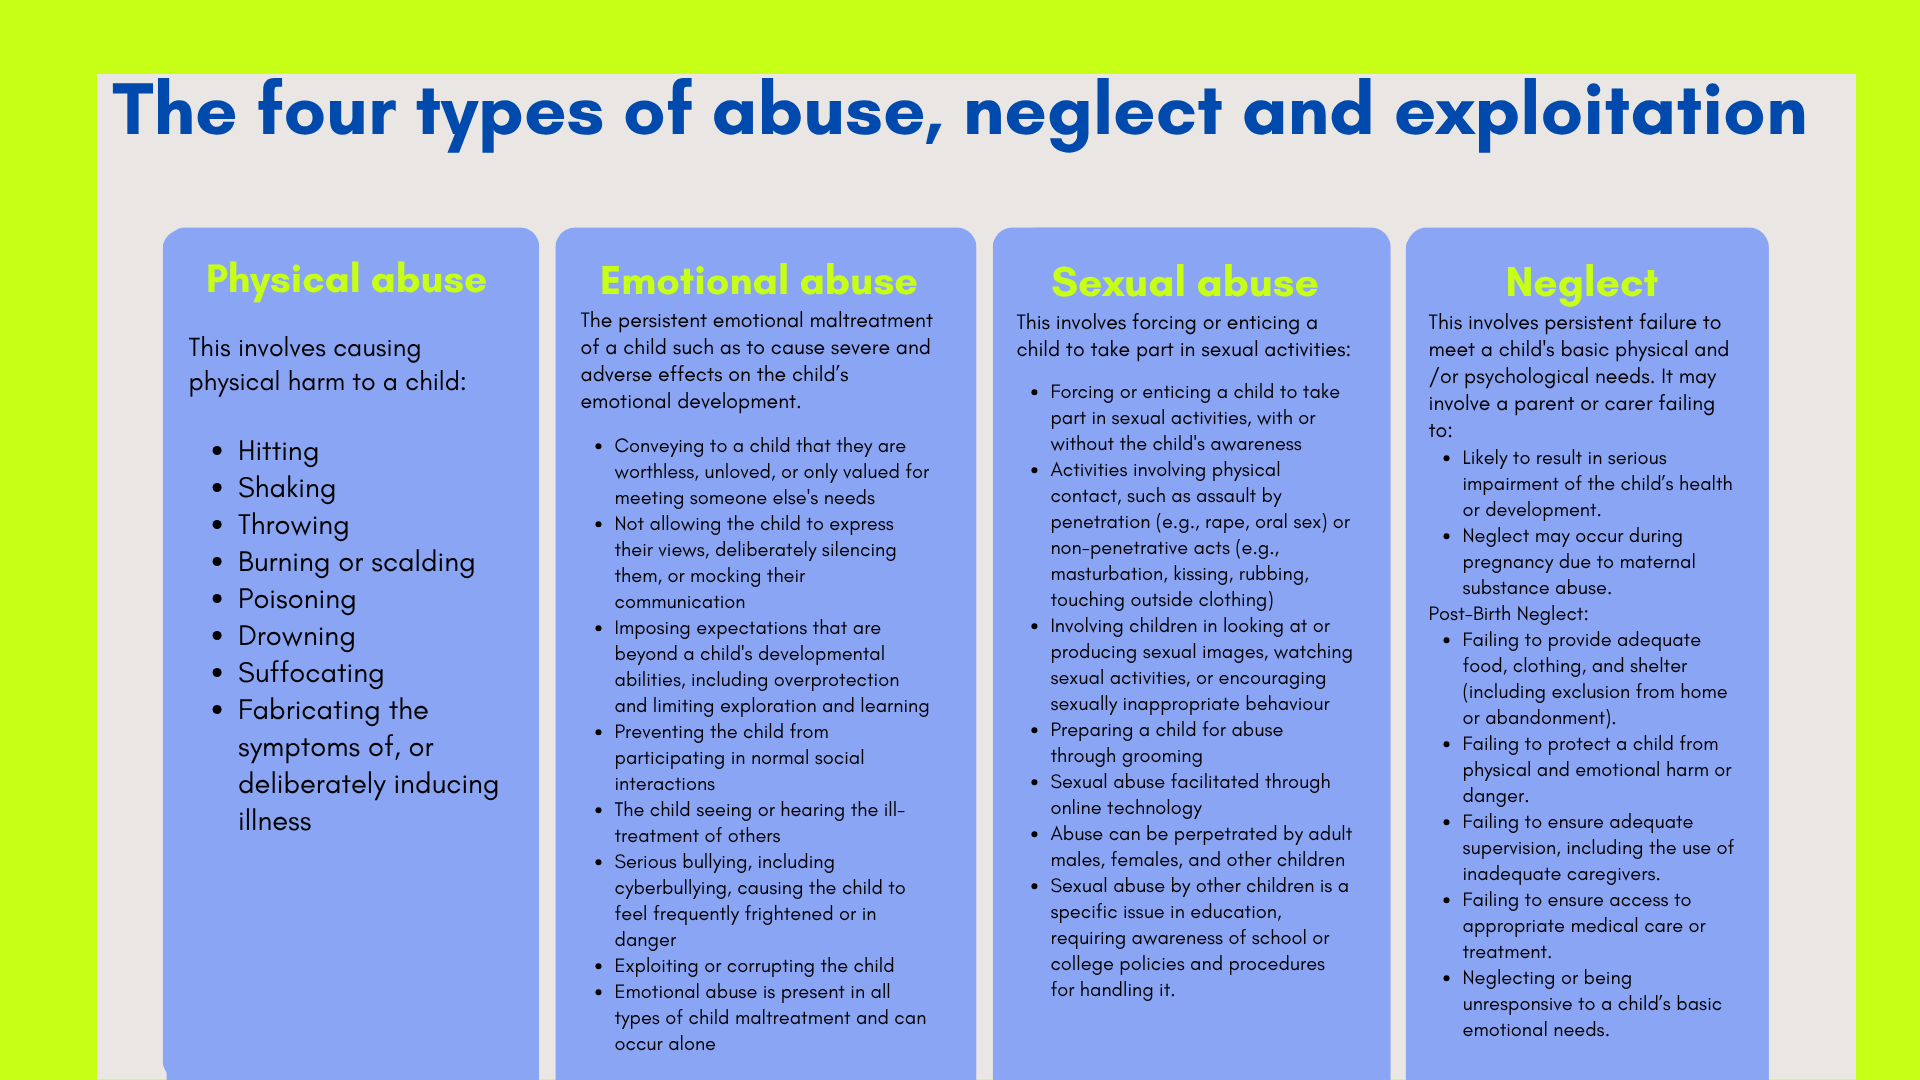 The four types of abuse, neglect and exploitation
Physical abuse
This involves causing
physical harm to a child:
• Hitting
• Shaking
• Throwing
• Burning or scalding
• Poisoning
• Drowning
• Suffocating
• Fabricating the
symptoms of, or
deliberately inducing
illness
Emotional abuse
The persistent emotional maltreatment
of a child such as to cause severe and
adverse effects on the child’s
emotional development.
• Conveying to a child that they are
worthless, unloved, or only valued for
meeting someone else's needs
• Not allowing the child to express
their views, deliberately silencing
them, or mocking their
communication
• Imposing expectations that are
beyond a child's developmental
abilities, including overprotection
and limiting exploration and learning
• Preventing the child from
participating in normal social
interactions
• The child seeing or hearing the ill-
treatment of others
• Serious bullying, including
cyberbullying, causing the child to
feel frequently frightened or in
danger
• Exploiting or corrupting the child
• Emotional abuse is present in all
types of child maltreatment and can
occur alone
Sexual abuse
This involves forcing or enticing a
child to take part in sexual activities:
• Forcing or enticing a child to take
part in sexual activities, with or
without the child's awareness
• Activities involving physical
contact, such as assault by
penetration (e.g., rape, oral sex) or
non-penetrative acts (e.g.,
masturbation, kissing, rubbing,
touching outside clothing)
• Involving children in looking at or
producing sexual images, watching
sexual activities, or encouraging
sexually inappropriate behaviour
• Preparing a child for abuse
through grooming
• Sexual abuse facilitated through
online technology
• Abuse can be perpetrated by adult
males, females, and other children
• Sexual abuse by other children is a
specific issue in education,
requiring awareness of school or
college policies and procedures
for handling it.
Neglect
This involves persistent failure to
meet a child's basic physical and
/or psychological needs. It may
involve a parent or carer failing
to:
• Likely to result in serious
impairment of the child’s health
or development.
• Neglect may occur during
pregnancy due to maternal
substance abuse.
Post-Birth Neglect:
• Failing to provide adequate
food, clothing, and shelter
(including exclusion from home
or abandonment).
• Failing to protect a child from
physical and emotional harm or
danger.
• Failing to ensure adequate
supervision, including the use of
inadequate caregivers.
• Failing to ensure access to
appropriate medical care or
treatment.
• Neglecting or being
unresponsive to a child’s basic
emotional needs.